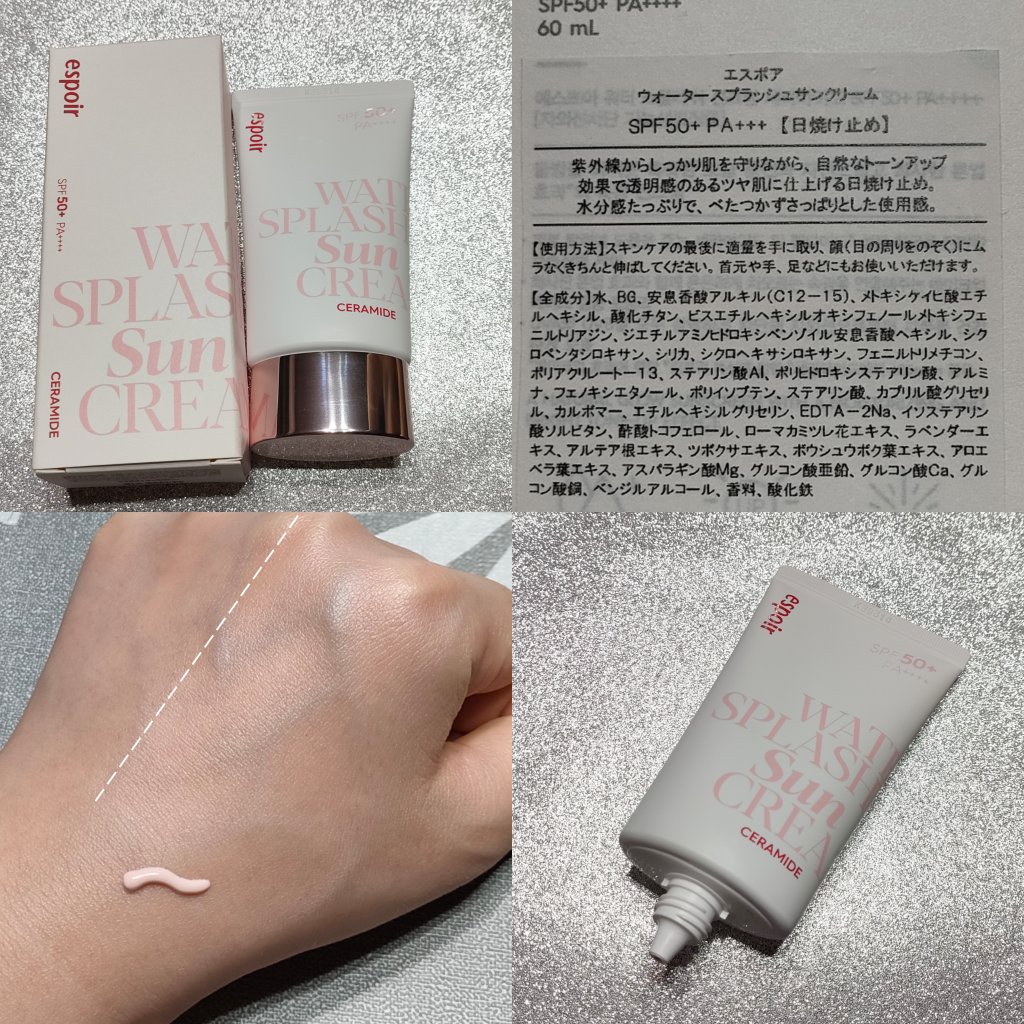 espoir
SPF50+ PA++++
WA
SPLAS
Sun
CREA
CERAMIDE
espoir
SPF50+
PA++++
WAT
SPLASH
Sun
CREA
CERAMIDE
SPF50+ PA++++
60 mL
エスポア
ウォータースプラッシュサンクリーム
SPF50+ PA+++ 【日焼け止め】
紫外線からしっかり肌を守りながら、自然なトーンアップ
効果で透明感のあるツヤ肌に仕上げる日焼け止め。
水分感たっぷりで、べたつかずさっぱりとした使用感。
【使用方法】スキンケアの最後に適量を手に取り、顔(目の周りをのぞく)にム
ラなくきちんと伸ばしてください。首元や手、足などにもお使いいただけます。
【全成分】水、BG、安息香酸アルキル(C12-15)、メトキシケイヒ酸エチ
ルヘキシル、酸化チタン、ビスエチルヘキシルオキシフェノールメトキシフェ
ニルトリアジン、ジエチルアミノヒドロキシベンゾイル安息香酸ヘキシル、シク
ロペンタシロキサン、シリカ、シクロヘキサシロキサン、フェニルトリメチコン、
ポリアクリレート-13、ステアリン酸Al、ポリヒドロキシステアリン酸、アルミ
ナ、フェノキシエタノール、ポリイソブテン、ステアリン酸、カプリル酸グリセリ
ル、カルボマー、エチルヘキシルグリセリン、EDTA-2Na、イソステアリン
酸ソルビタン、酢酸トコフェロール、ローマカミツレ花エキス、ラベンダーエ
キス、アルテア根エキス、ツボクサエキス、ボウシュウボク葉エキス、アロエ
ベラ葉エキス、アスパラギン酸Mg、グルコン酸亜鉛、グルコン酸Ca、グル
コン酸銅、ベンジルアルコール、香料、酸化鉄
espoir
SPF50+
PA++++
WAT
SPLASH
Sun
CREA
CERAMIDE